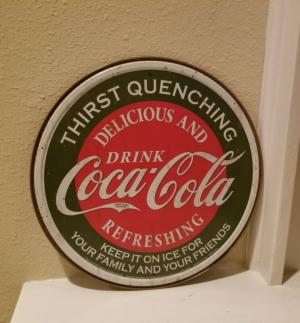 THIRST QUENCHING
DELICIOUS AND
DRINK
Coca-Cola
REFRESHING
KEEP IT ON ICE FOR
YOUR FAMILY AND YOUR FRIENDS